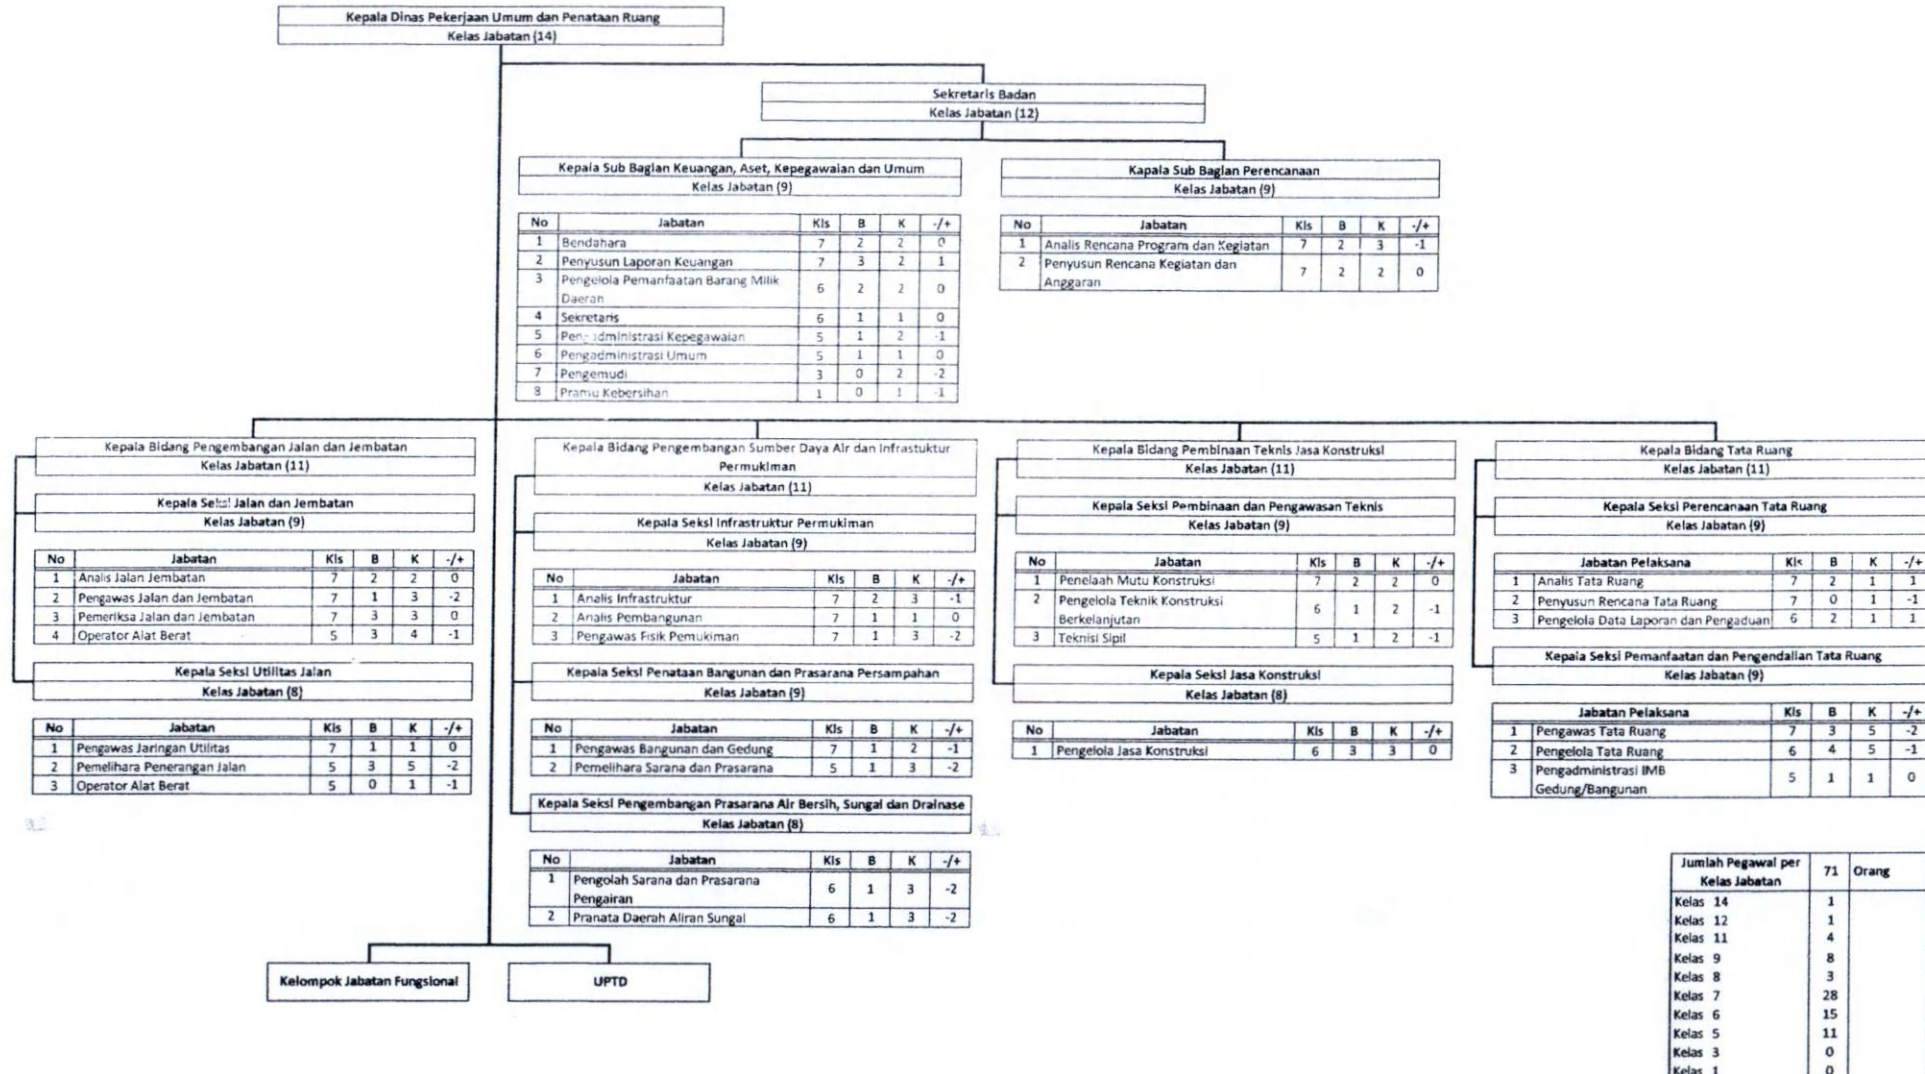 Kepala Dinas Pekerjaan Umum dan Penataan Ruang
Kelas Jabatan (14)
Sekretaris Badan
Kelas Jabatan (12)
Kepala Sub Bagian Keuangan, Aset, Kepegawaian dan Umum
Kelas Jabatan (9)
No Jabatan Kls B K -/+
1 Bendahara 7 2 2 0
2 Penyusun Laporan Keuangan 7 3 2 1
3 Pengelola Pemanfaatan Barang Milik
Daerah 6 2 2 0
4 Sekretaris 6 1 1 0
5 Pengadministrasi Kepegawaian 5 1 2 -1
6 Pengadministrasi Umum 5 1 1 0
7 Pengemudi 3 0 2 -2
8 Pramu Kebersihan 1 0 1 -1
Kapala Sub Bagian Perencanaan
Kelas Jabatan (9)
No Jabatan Kls B K -/+
1 Analis Rencana Program dan Kegiatan 7 2 3 -1
2 Penyusun Rencana Kegiatan dan
Anggaran 7 2 2 0
Kepala Bidang Pengembangan Jalan dan Jembatan
Kelas Jabatan (11)
Kepala Seksi Jalan dan Jembatan
Kelas Jabatan (9)
No Jabatan Kls B K -/+
1 Analis Jalan Jembatan 7 2 2 0
2 Pengawas Jalan dan Jembatan 7 1 3 -2
3 Pemeriksa Jalan dan Jembatan 7 3 3 0
4 Operator Alat Berat 5 3 4 -1
Kepala Seksi Utilitas Jalan
Kelas Jabatan (8)
No Jabatan Kls B K -/+
1 Pengawas Jaringan Utilitas 7 1 1 0
2 Pemelihara Penerangan Jalan 5 3 5 -2
3 Operator Alat Berat 5 0 1 -1
Kepala Bidang Pengembangan Sumber Daya Air dan Infrastuktur
Permukiman
Kelas Jabatan (11)
Kepala Seksi Infrastruktur Permukiman
Kelas Jabatan (9)
No Jabatan Kls B K -/+
1 Analis Infrastruktur 7 2 3 -1
2 Analis Pembangunan 7 1 1 0
3 Pengawas Fisik Pemukiman 7 1 3 -2
Kepala Seksi Penataan Bangunan dan Prasarana Persampahan
Kelas Jabatan (9)
No Jabatan Kls B K -/+
1 Pengawas Bangunan dan Gedung 7 1 2 -1
2 Pemelihara Sarana dan Prasarana 5 1 3 -2
Kepala Seksi Pengembangan Prasarana Air Bersih, Sungai dan Drainase
Kelas Jabatan (8)
No Jabatan Kls B K -/+
1 Pengolah Sarana dan Prasarana
Pengairan 6 1 3 -2
2 Pranata Daerah Aliran Sungai 6 1 3 -2
Kepala Bidang Pembinaan Teknis Jasa Konstruksi
Kelas Jabatan (11)
Kepala Seksi Pembinaan dan Pengawasan Teknis
Kelas Jabatan (9)
No Jabatan Kls B K -/+
1 Penelaah Mutu Konstruksi 7 2 2 0
2 Pengelola Teknik Konstruksi
Berkelanjutan 6 1 2 -1
3 Teknisi Sipil 5 1 2 -1
Kepala Seksi Jasa Konstruksi
Kelas Jabatan (8)
No Jabatan Kls B K -/+
1 Pengelola Jasa Konstruksi 6 3 3 0
Kepala Bidang Tata Ruang
Kelas Jabatan (11)
Kepala Seksi Perencanaan Tata Ruang
Kelas Jabatan (9)
Jabatan Pelaksana Kls B K -/+
1 Analis Tata Ruang 7 2 1 1
2 Penyusun Rencana Tata Ruang 7 0 1 -1
3 Pengelola Data Laporan dan Pengaduan 6 2 1 1
Kepala Seksi Pemanfaatan dan Pengendalian Tata Ruang
Kelas Jabatan (9)
Jabatan Pelaksana Kls B K -/+
1 Pengawas Tata Ruang 7 3 5 -2
2 Pengelola Tata Ruang 6 4 5 -1
3 Pengadministrasi IMB
Gedung/Bangunan 5 1 1 0
Kelompok Jabatan Fungsional
UPTD
Jumlah Pegawai per
Kelas Jabatan 71 Orang
Kelas 14 1
Kelas 12 1
Kelas 11 4
Kelas 9 8
Kelas 8 3
Kelas 7 28
Kelas 6 15
Kelas 5 11
Kelas 3 0
Kelas 1 0